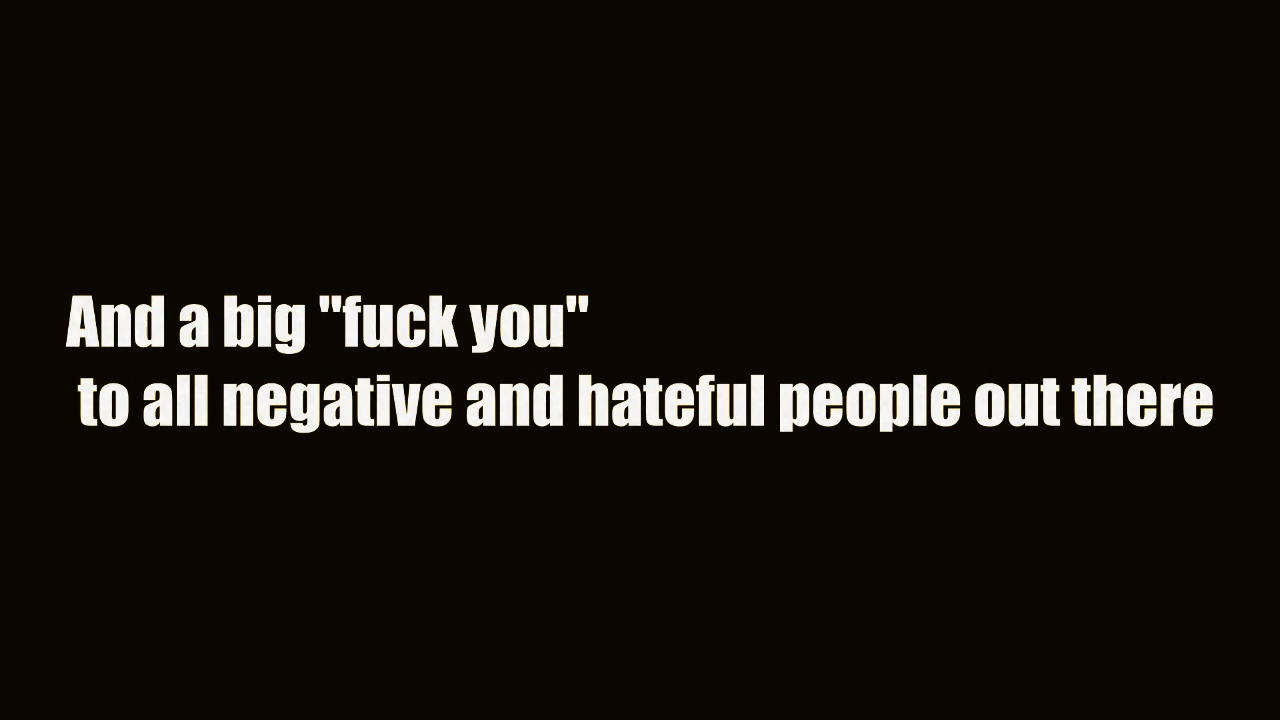 And a big "fuck you"
to all negative and hateful people out there